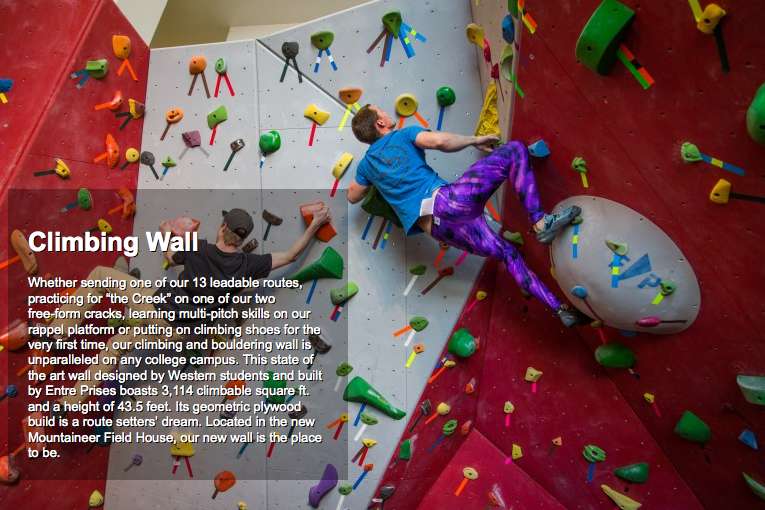 Climbing Wall
Whether sending one of our 13 leadable routes,
practicing for “the Creek” on one of our two
free-form cracks, learning multi-pitch skills on our
rappel platform or putting on climbing shoes for the
very first time, our climbing and bouldering wall is
unparalleled on any college campus. This state of
the art wall designed by Western students and built
by Entre Prises boasts 3,114 climbable square ft.
and a height of 43.5 feet. Its geometric plywood
build is a route setters’ dream. Located in the new
Mountaineer Field House, our new wall is the place
to be.